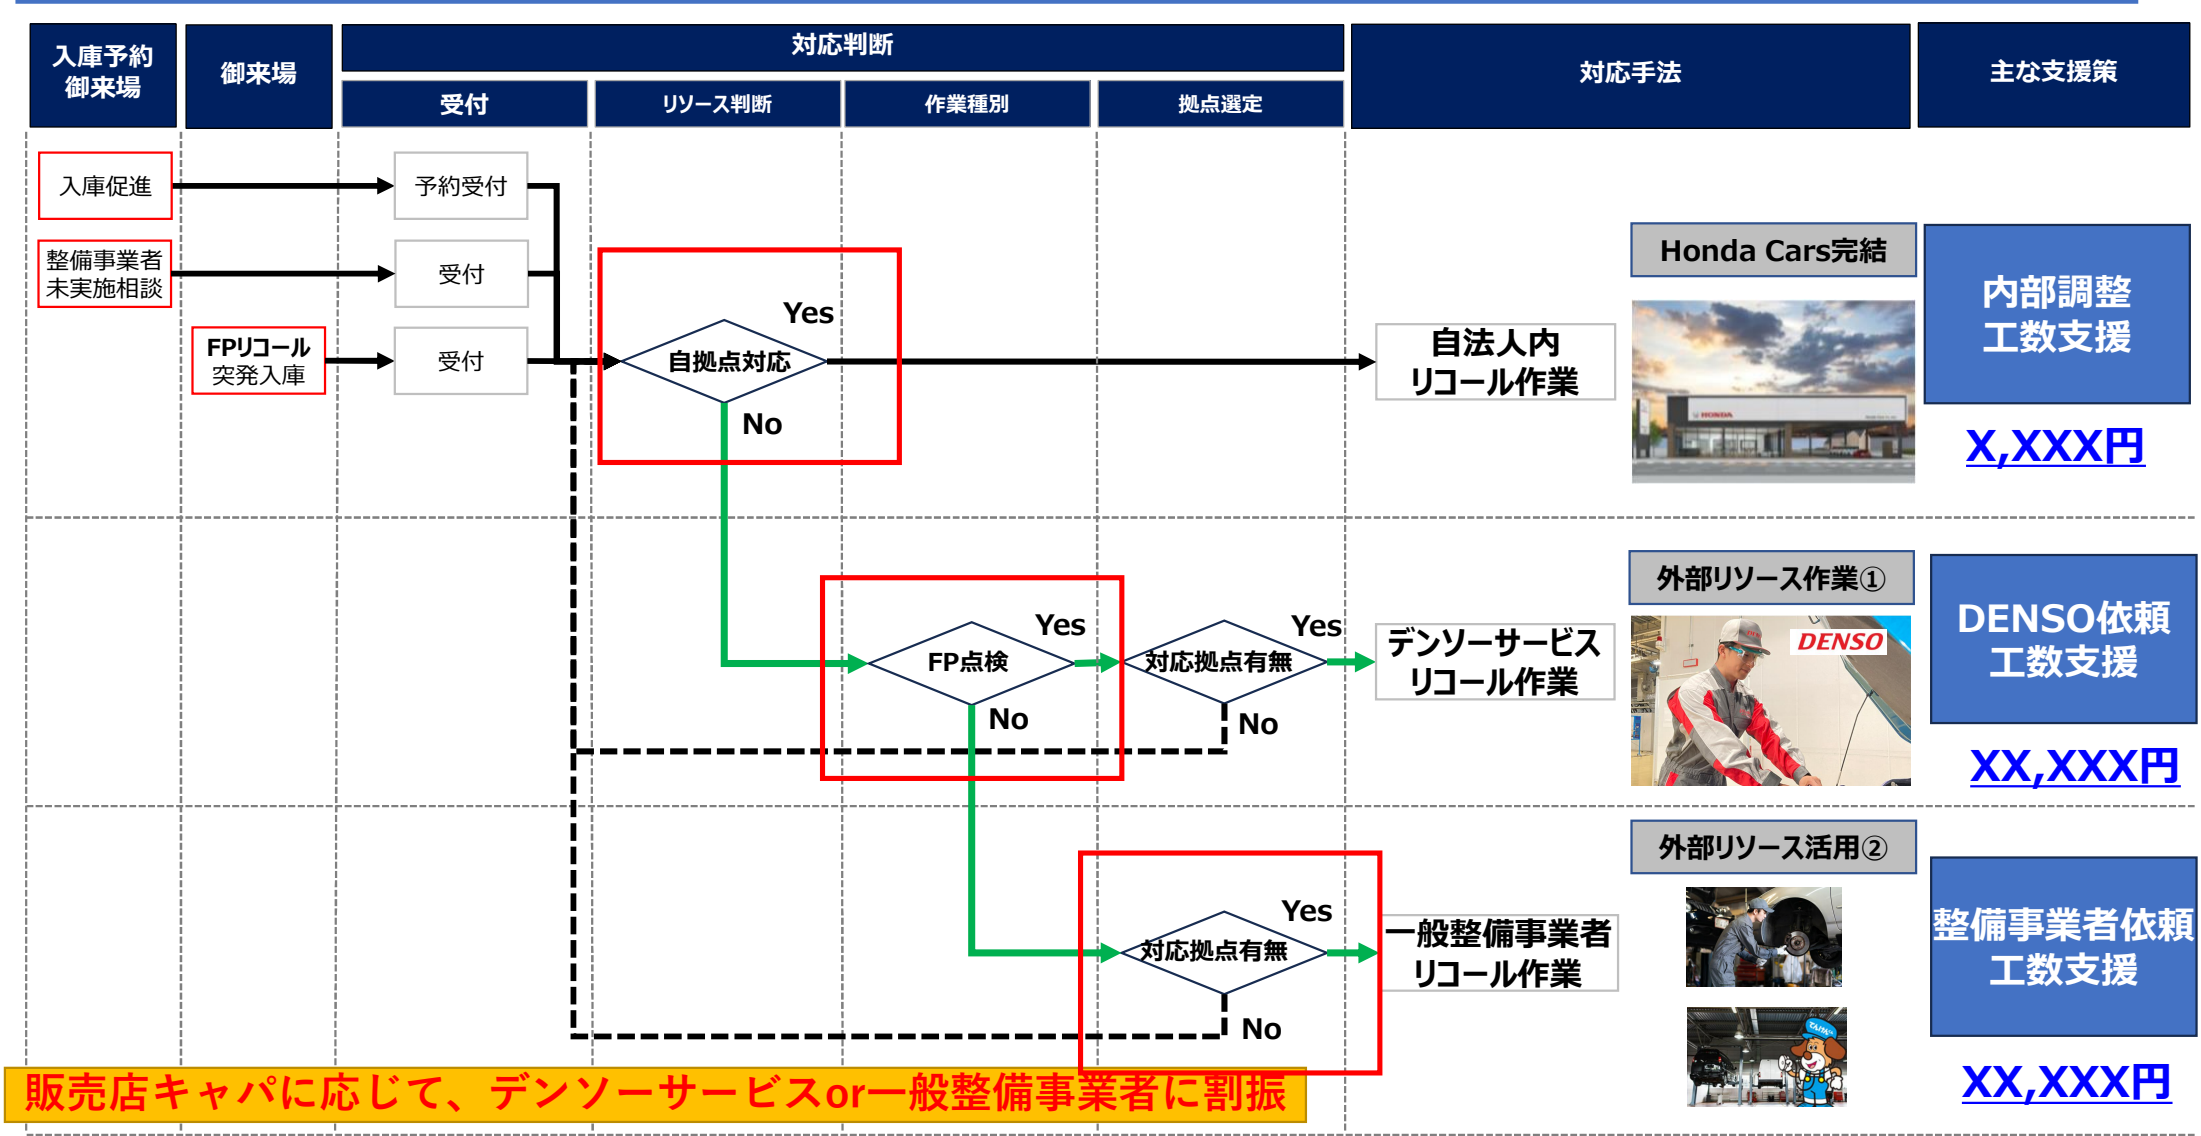 入庫予約
御来場
御来場
対応判断
受付
リソース判断
作業種別
拠点選定
対応手法
主な支援策
入庫促進
予約受付
整備事業者
未実施相談
受付
FPリコール
突発入庫
受付
自拠点対応
Yes
No
自法人内
リコール作業
Honda Cars完結
HONDA
内部調整
工数支援
X,XXX円
FP点検
Yes
No
対応拠点有無
Yes
No
デンソーサービス
リコール作業
外部リソース作業①
DENSO
DENSO依頼
工数支援
XX,XXX円
対応拠点有無
Yes
No
一般整備事業者
リコール作業
外部リソース活用②
てんけんくん
整備事業者依頼
工数支援
XX,XXX円
販売店キャパに応じて、デンソーサービスor一般整備事業者に割振